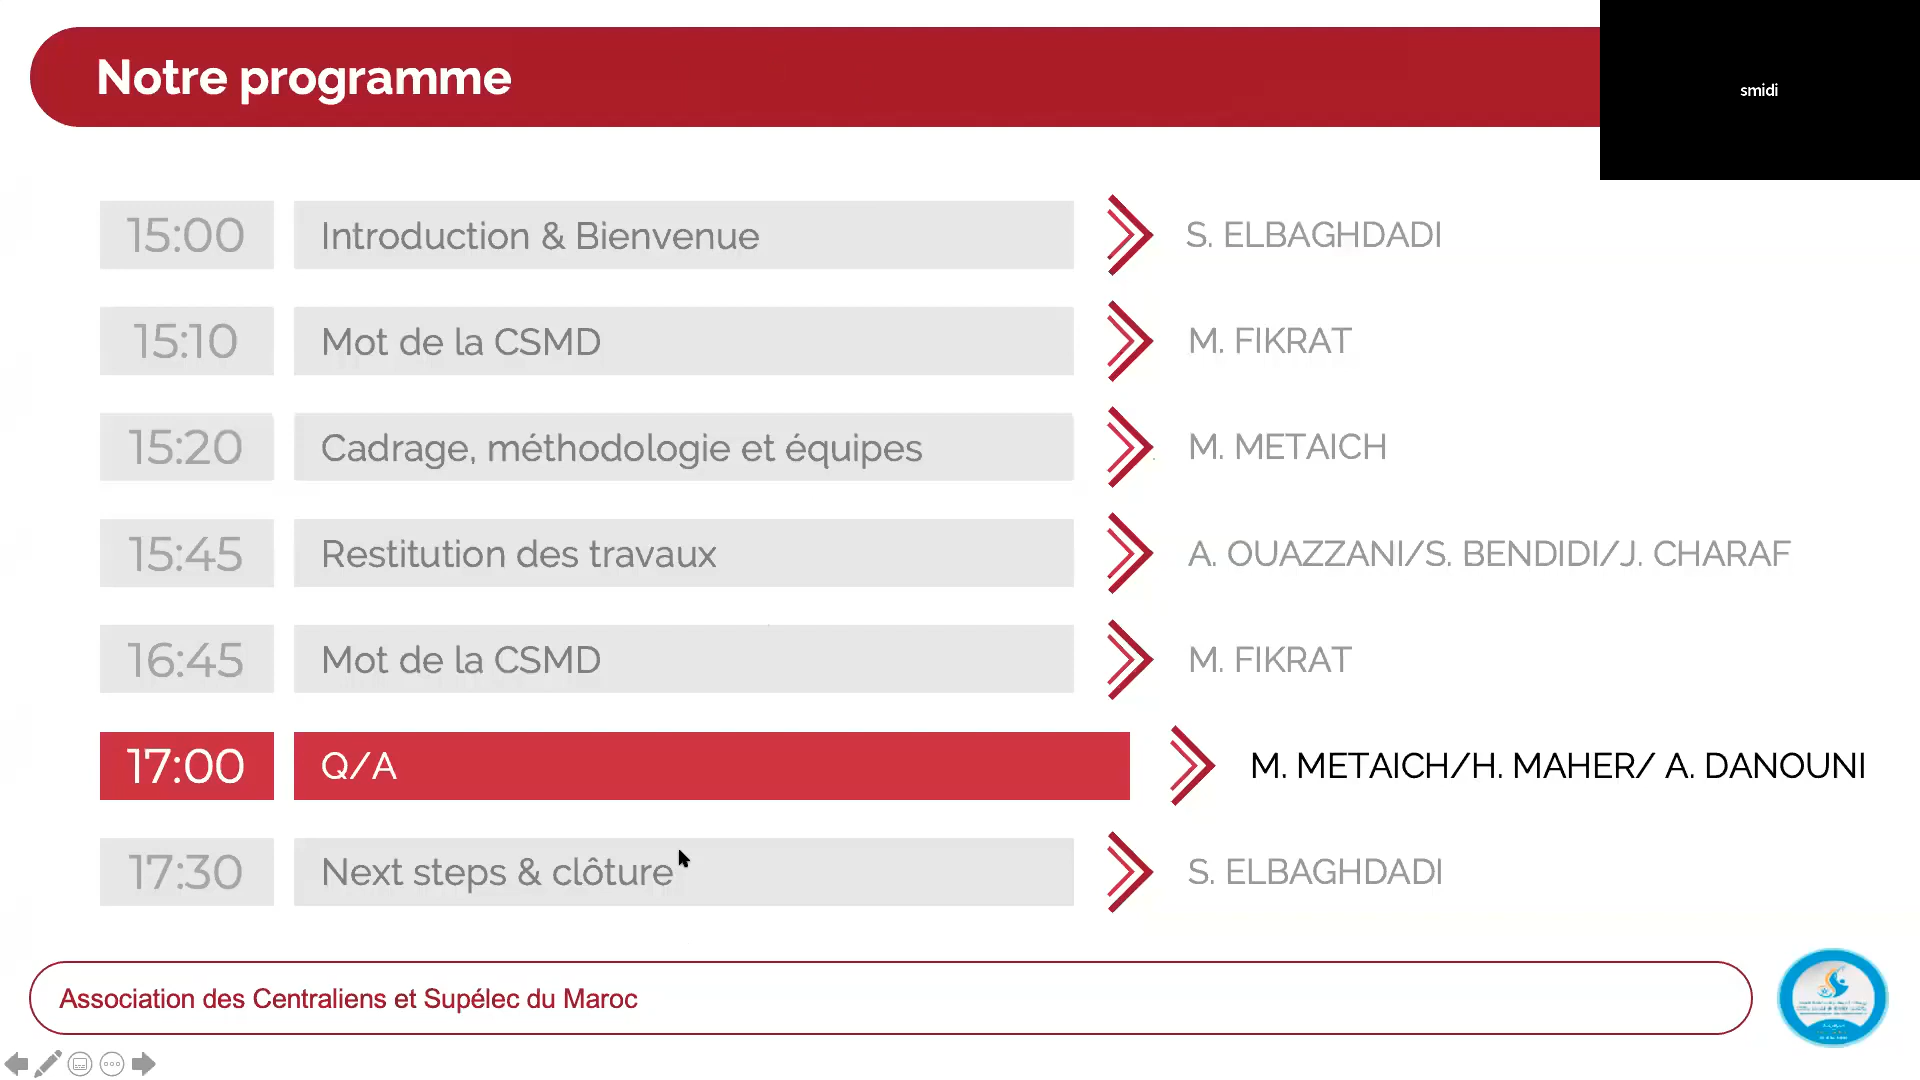 Notre programme
smidi
15:00 Introduction & Bienvenue S. ELBAGHDADI
15:10 Mot de la CSMD M. FIKRAT
15:20 Cadrage, méthodologie et équipes M. METAICH
15:45 Restitution des travaux A. OUAZZANI/S. BENDIDI/J. CHARAF
16:45 Mot de la CSMD M. FIKRAT
17:00 Q/A M. METAICH/H. MAHER/ A. DANOUNI
17:30 Next steps & clôture S. ELBAGHDADI
Association des Centraliens et Supélec du Maroc